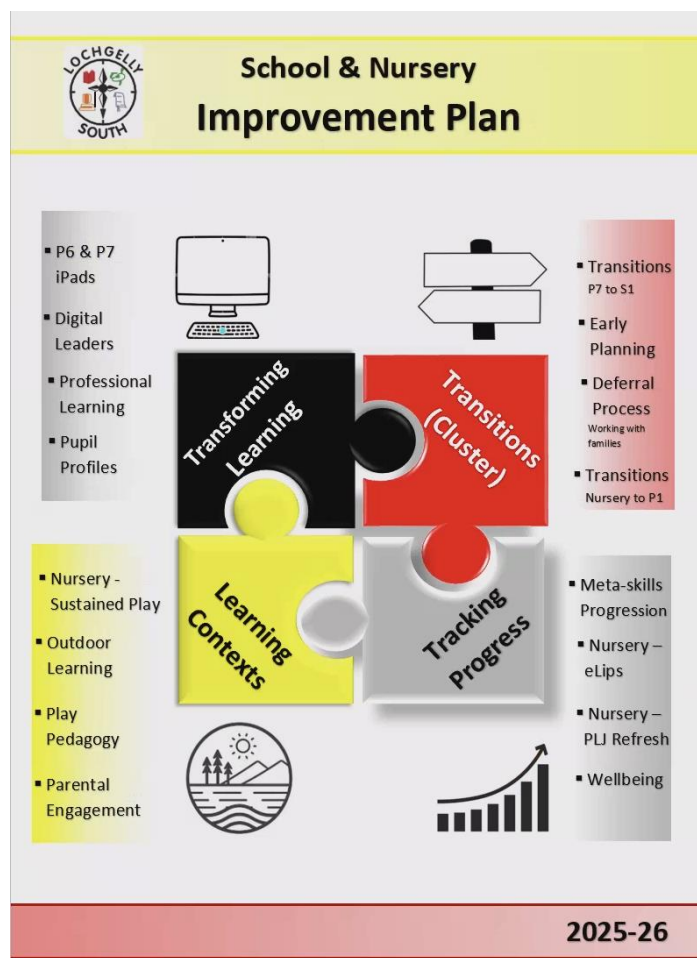 LOCHGELLY
SOUTH
School & Nursery
Improvement Plan
▪ P6 & P7
iPads
▪ Digital
Leaders
▪ Professional
Learning
▪ Pupil
Profiles
▪ Transitions
P7 to S1
▪ Early
Planning
▪ Deferral
Process
Working with
families
▪ Transitions
Nursery to P1
Transforming
Learning
Transitions
(Cluster)
Learning
Contexts
Tracking
Progress
▪ Nursery -
Sustained Play
▪ Outdoor
Learning
▪ Play
Pedagogy
▪ Parental
Engagement
▪ Meta-skills
Progression
▪ Nursery –
eLips
▪ Nursery –
PLJ Refresh
▪ Wellbeing
2025-26